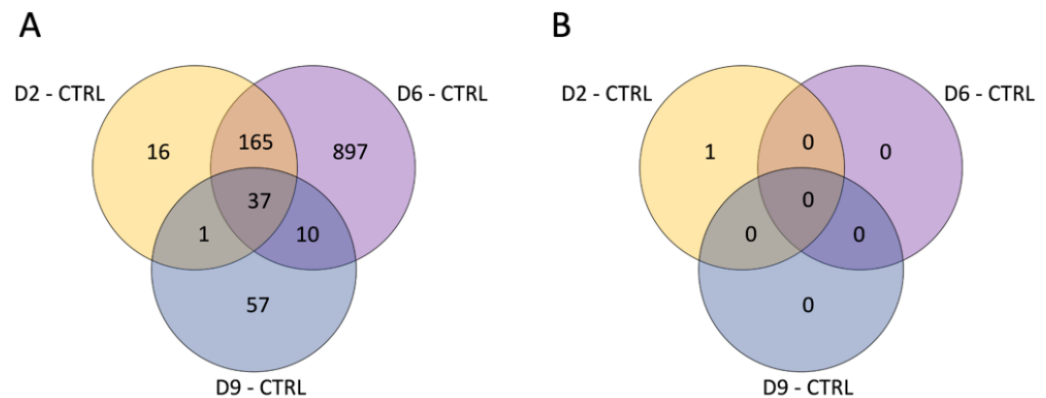 A
D2 - CTRL
D6 - CTRL
16
165
897
37
1
10
57
D9 - CTRL
B
D2 - CTRL
D6 - CTRL
1
0
0
0
0
0
0
D9 - CTRL